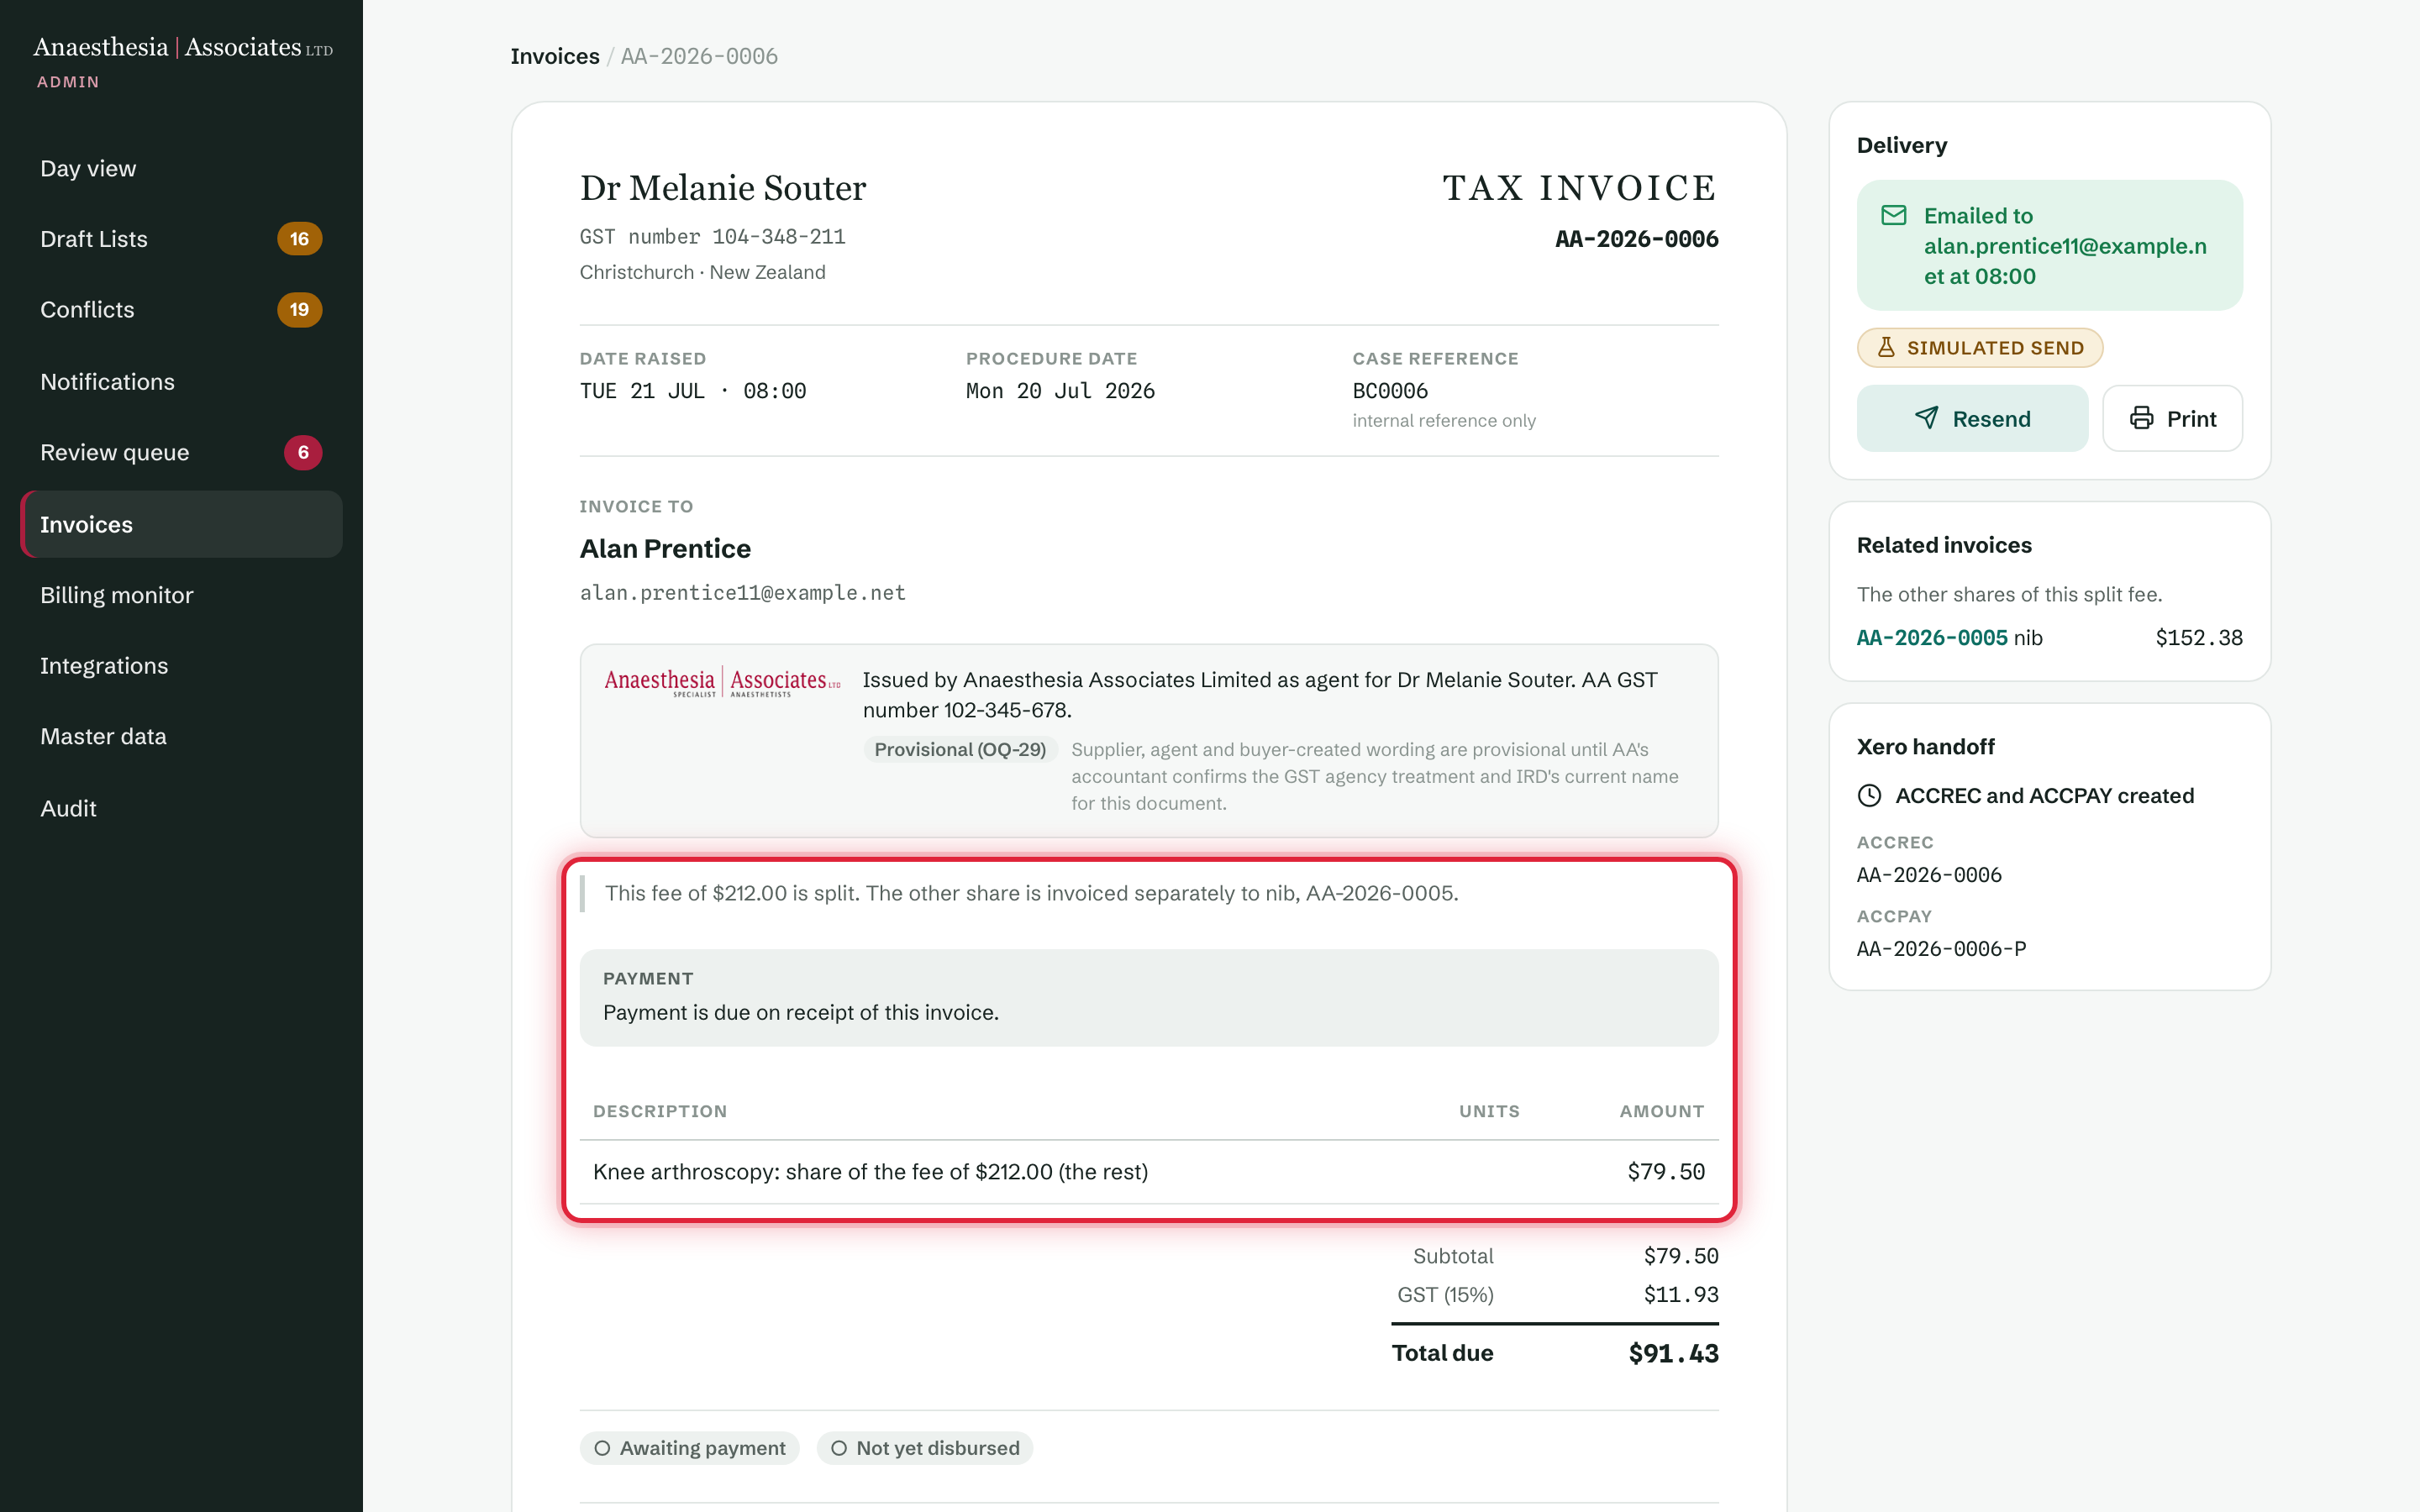 Anaesthesia | Associates LTD
ADMIN
Day view
Draft Lists 16
Conflicts 19
Notifications
Review queue 6
Invoices
Billing monitor
Integrations
Master data
Audit
Invoices / AA-2026-0006
Dr Melanie Souter
GST number 104-348-211
Christchurch · New Zealand
TAX INVOICE
AA-2026-0006
DATE RAISED
TUE 21 JUL · 08:00
PROCEDURE DATE
Mon 20 Jul 2026
CASE REFERENCE
BC0006
internal reference only
INVOICE TO
Alan Prentice
alan.prentice11@example.net
Anaesthesia | Associates LTD
SPECIALIST ANAESTHETISTS
Issued by Anaesthesia Associates Limited as agent for Dr Melanie Souter. AA GST
number 102-345-678.
Provisional (OQ-29)
Supplier, agent and buyer-created wording are provisional until AA's
accountant confirms the GST agency treatment and IRD's current name
for this document.
This fee of $212.00 is split. The other share is invoiced separately to nib, AA-2026-0005.
PAYMENT
Payment is due on receipt of this invoice.
DESCRIPTION UNITS AMOUNT
Knee arthroscopy: share of the fee of $212.00 (the rest) $79.50
Subtotal $79.50
GST (15%) $11.93
Total due $91.43
Awaiting payment
Not yet disbursed
Delivery
Emailed to
alan.prentice11@example.n
et at 08:00
SIMULATED SEND
Resend
Print
Related invoices
The other shares of this split fee.
AA-2026-0005 nib $152.38
Xero handoff
ACCREC and ACCPAY created
ACCREC
AA-2026-0006
ACCPAY
AA-2026-0006-P